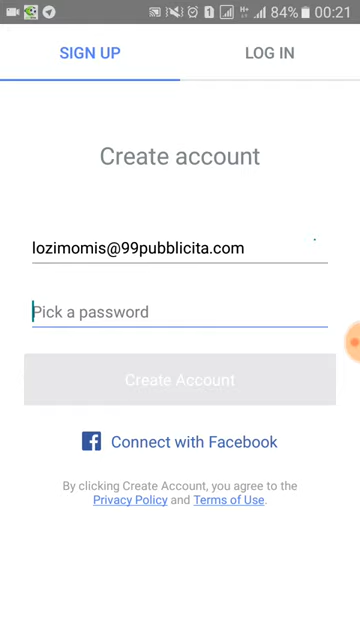 84% 00:21
SIGN UP LOG IN
Create account
lozimomis@99pubblicita.com
Pick a password
Create Account
Connect with Facebook
By clicking Create Account, you agree to the
Privacy Policy and Terms of Use.